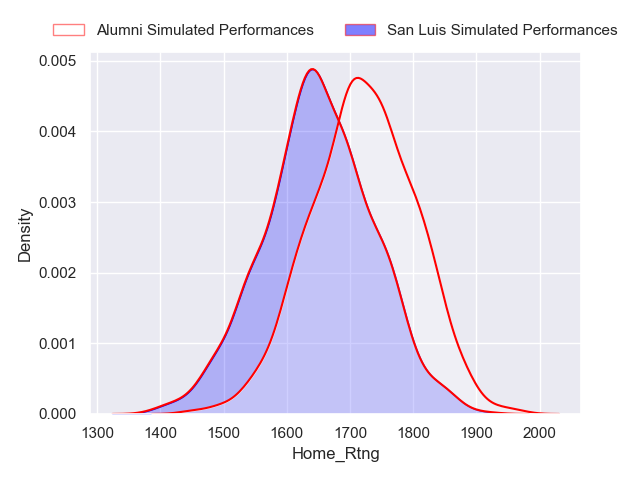 Alumni Simulated Performances San Luis Simulated Performances
0.005
0.004
0.003
0.002
0.001
0.000
Density
1300 1400 1500 1600 1700 1800 1900 2000
Home_Rtng